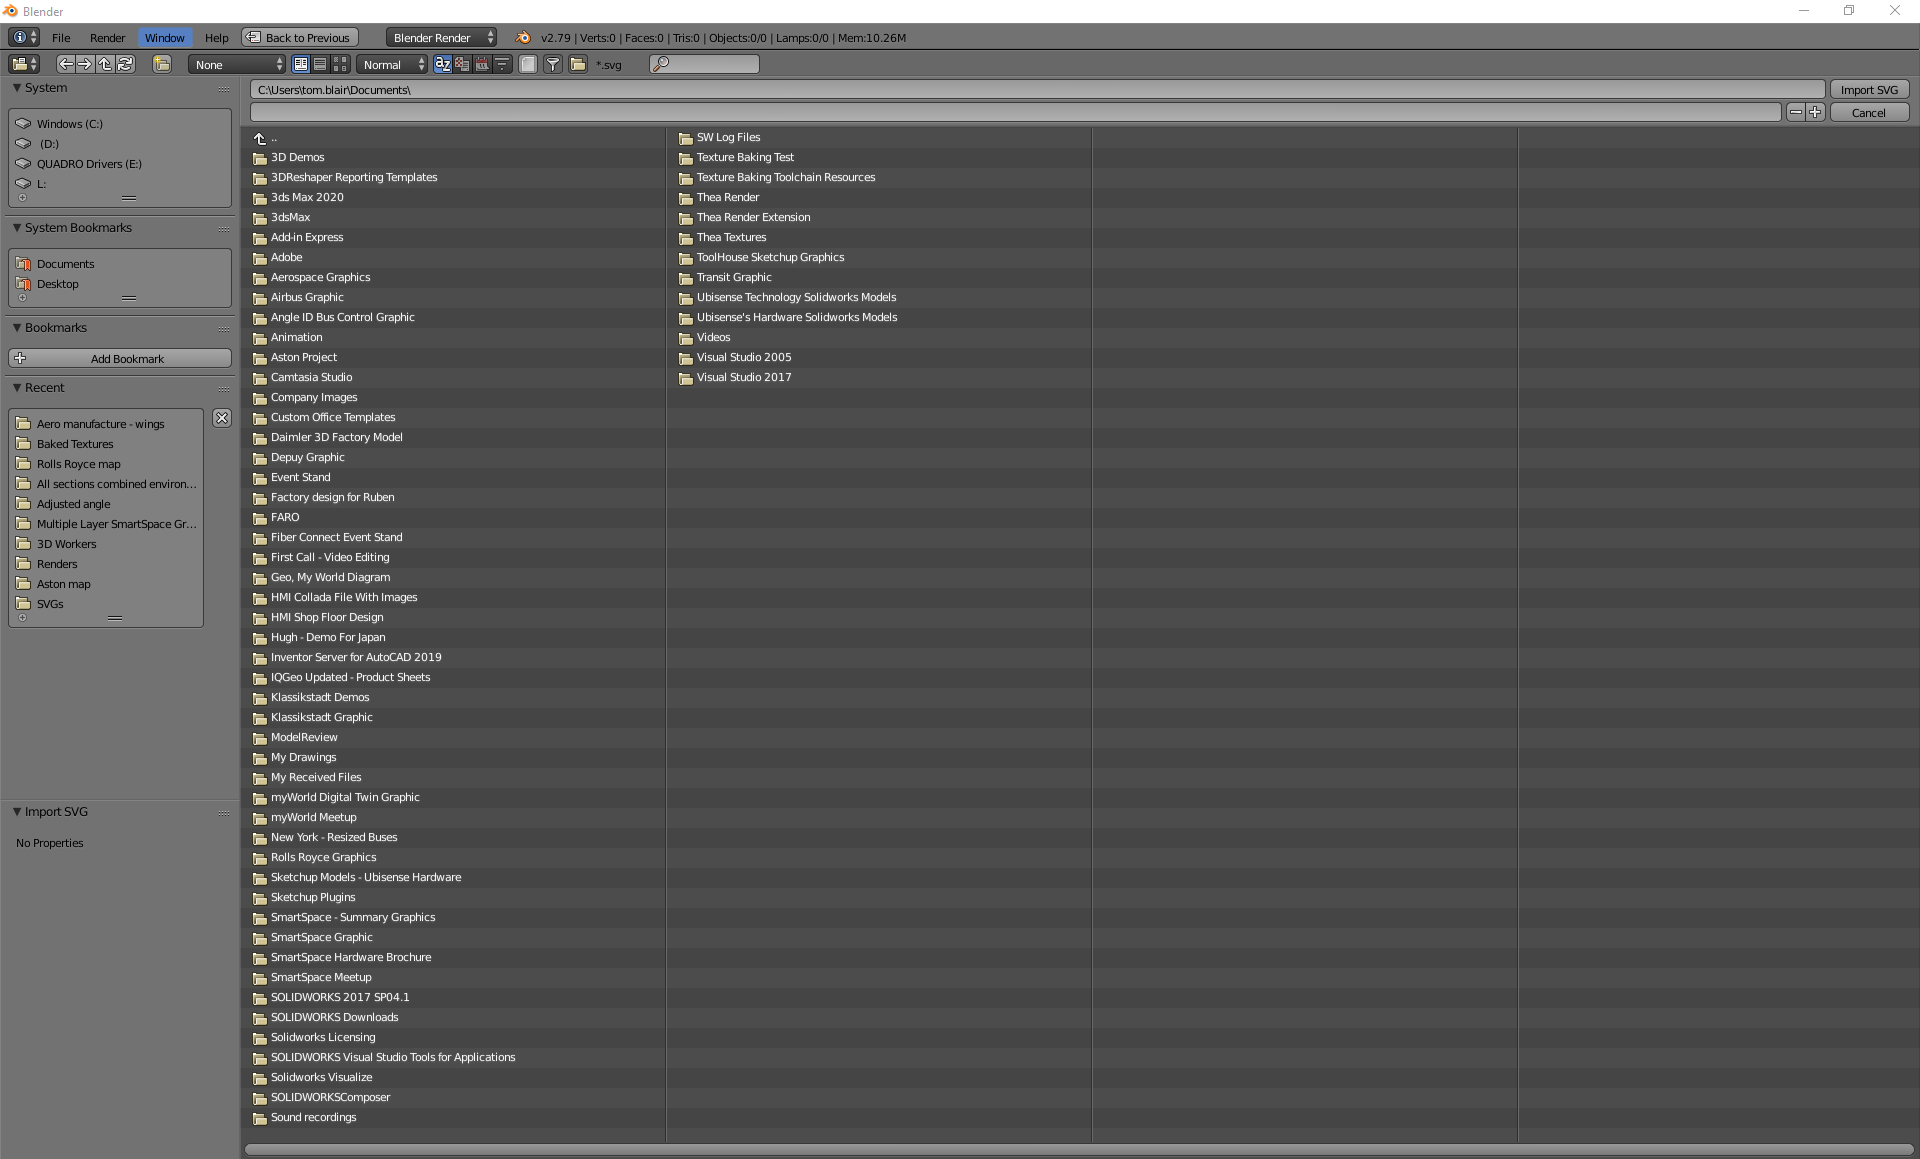 Blender
File Render Window Help Back to Previous Blender Render v2.79 | Verts:0 | Faces:0 | Tris:0 | Objects:0/0 | Lamps:0/0 | Mem:10.26M
None Normal *.svg
System
Windows (C:)
(D:)
QUADRO Drivers (E:)
L:
System Bookmarks
Documents
Desktop
Bookmarks
Add Bookmark
Recent
Aero manufacture - wings
Baked Textures
Rolls Royce map
All sections combined environ...
Adjusted angle
Multiple Layer SmartSpace Gr...
3D Workers
Renders
Aston map
SVGs
Import SVG
No Properties
C:\Users\tom.blair\Documents\ Import SVG
Cancel
..
3D Demos
3DReshaper Reporting Templates
3ds Max 2020
3dsMax
Add-in Express
Adobe
Aerospace Graphics
Airbus Graphic
Angle ID Bus Control Graphic
Animation
Aston Project
Camtasia Studio
Company Images
Custom Office Templates
Daimler 3D Factory Model
Depuy Graphic
Event Stand
Factory design for Ruben
FARO
Fiber Connect Event Stand
First Call - Video Editing
Geo, My World Diagram
HMI Collada File With Images
HMI Shop Floor Design
Hugh - Demo For Japan
Inventor Server for AutoCAD 2019
IQGeo Updated - Product Sheets
Klassikstadt Demos
Klassikstadt Graphic
ModelReview
My Drawings
My Received Files
myWorld Digital Twin Graphic
myWorld Meetup
New York - Resized Buses
Rolls Royce Graphics
Sketchup Models - Ubisense Hardware
Sketchup Plugins
SmartSpace - Summary Graphics
SmartSpace Graphic
SmartSpace Hardware Brochure
SmartSpace Meetup
SOLIDWORKS 2017 SP04.1
SOLIDWORKS Downloads
Solidworks Licensing
SOLIDWORKS Visual Studio Tools for Applications
Solidworks Visualize
SOLIDWORKSComposer
Sound recordings
SW Log Files
Texture Baking Test
Texture Baking Toolchain Resources
Thea Render
Thea Render Extension
Thea Textures
ToolHouse Sketchup Graphics
Transit Graphic
Ubisense Technology Solidworks Models
Ubisense's Hardware Solidworks Models
Videos
Visual Studio 2005
Visual Studio 2017